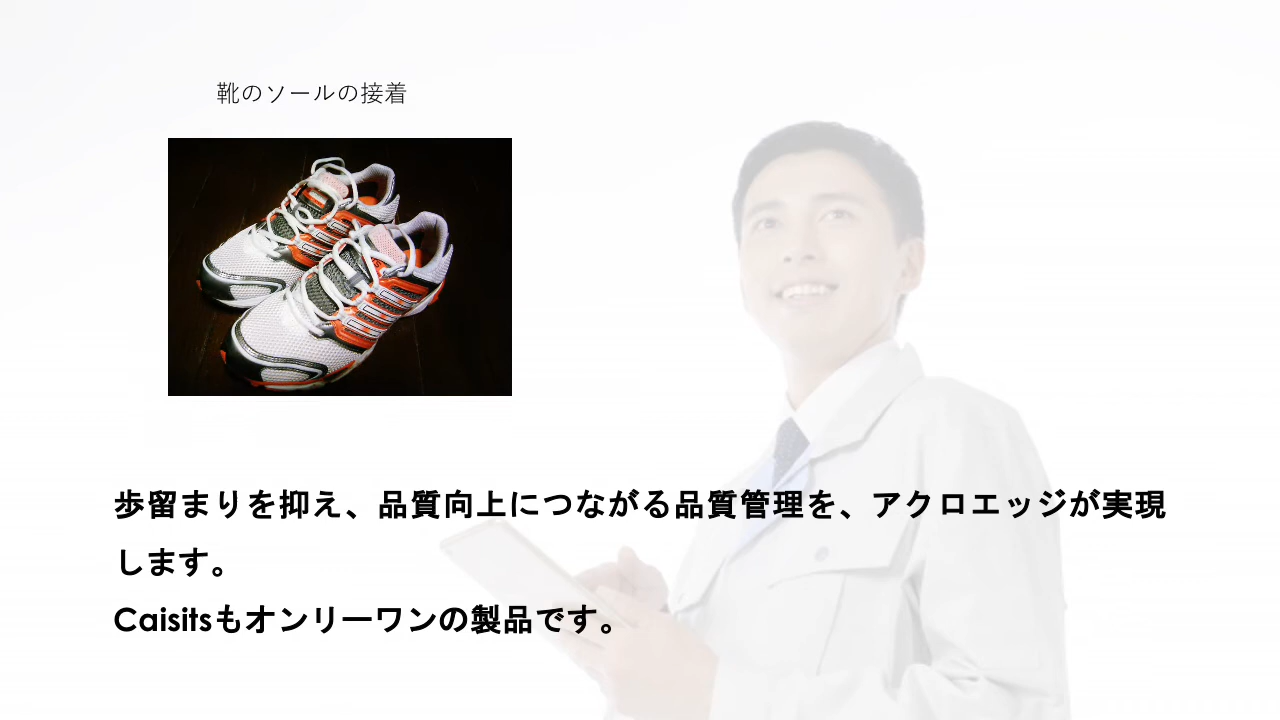 靴のソールの接着
歩留まりを抑え、品質向上につながる品質管理を、アクロエッジが実現
します。
Caisitsもオンリーワンの製品です。